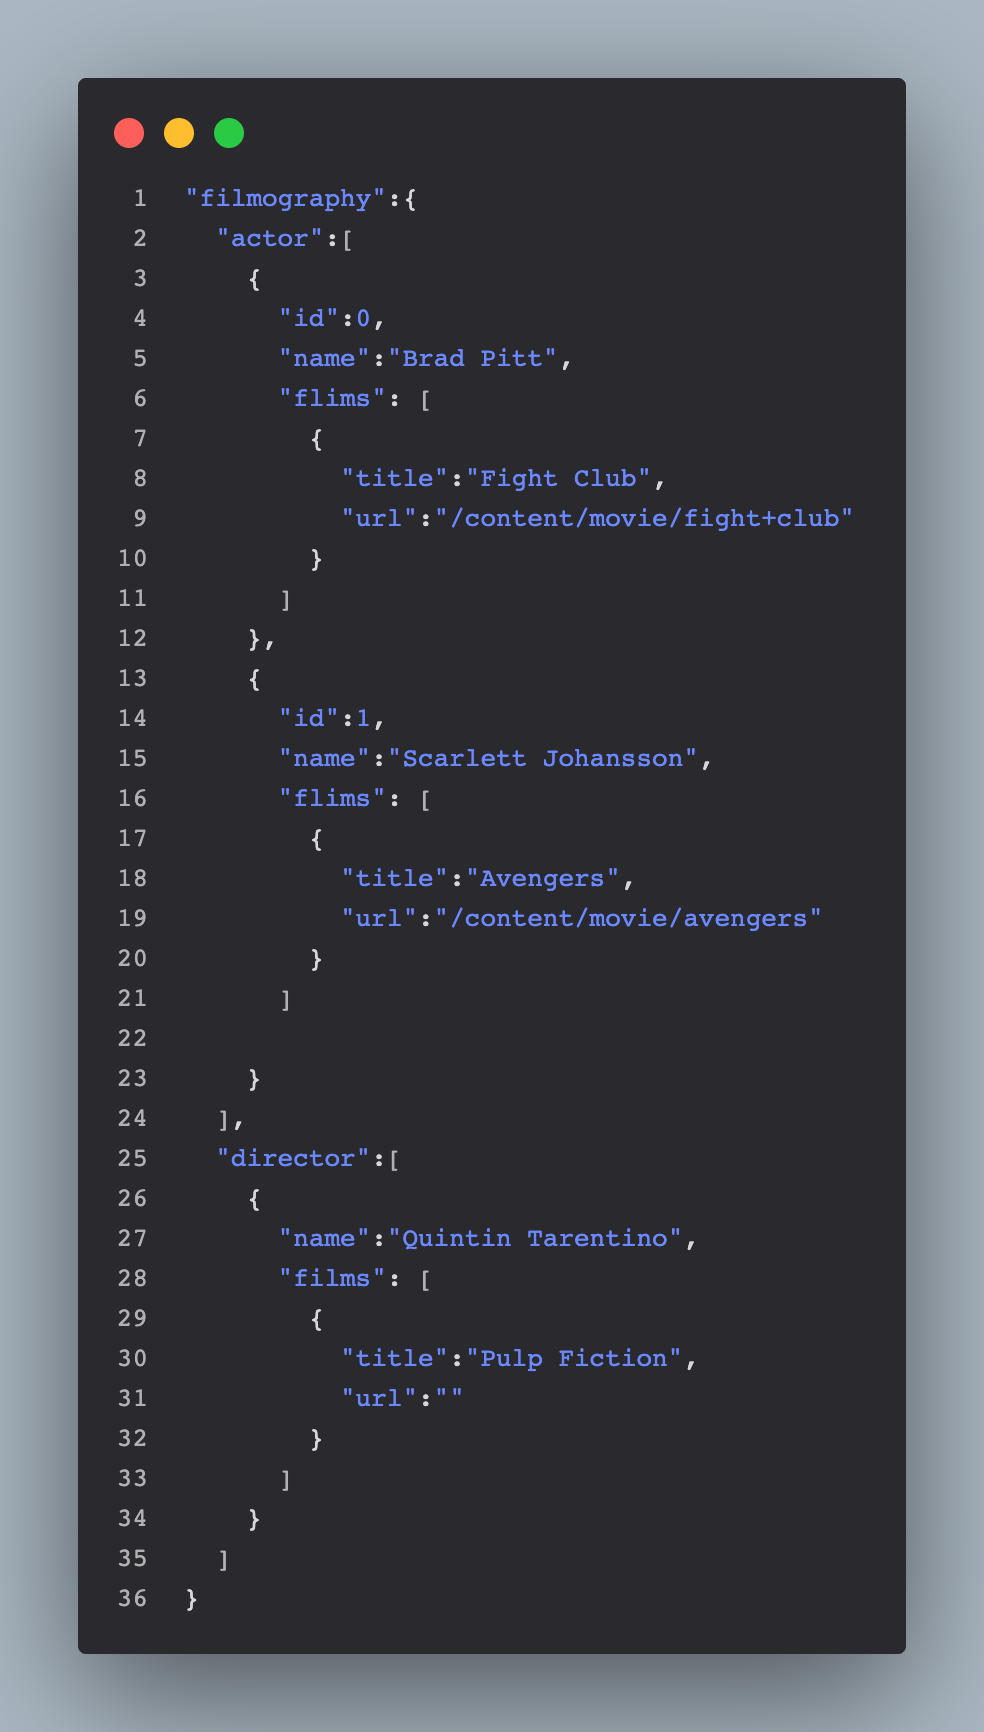 1 "filmography":{
2 "actor":[
3 {
4 "id":0,
5 "name":"Brad Pitt",
6 "flims": [
7 {
8 "title":"Fight Club",
9 "url":"/content/movie/fight+club"
10 }
11 ]
12 },
13 {
14 "id":1,
15 "name":"Scarlett Johansson",
16 "flims": [
17 {
18 "title":"Avengers",
19 "url":"/content/movie/avengers"
20 }
21 ]
22
23 }
24 ],
25 "director":[
26 {
27 "name":"Quintin Tarentino",
28 "films": [
29 {
30 "title":"Pulp Fiction",
31 "url":""
32 }
33 ]
34 }
35 ]
36 }